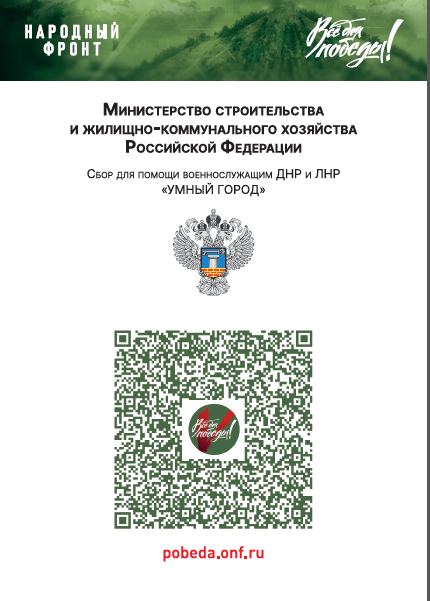 НАРОДНЫЙ
ФРОНТ
Всё для
победы!
Министерство строительства
и жилищно-коммунального хозяйства
Российской Федерации
Сбор для помощи военнослужащим ДНР и ЛНР
«УМНЫЙ ГОРОД»
Всё для
победы!
pobeda.onf.ru